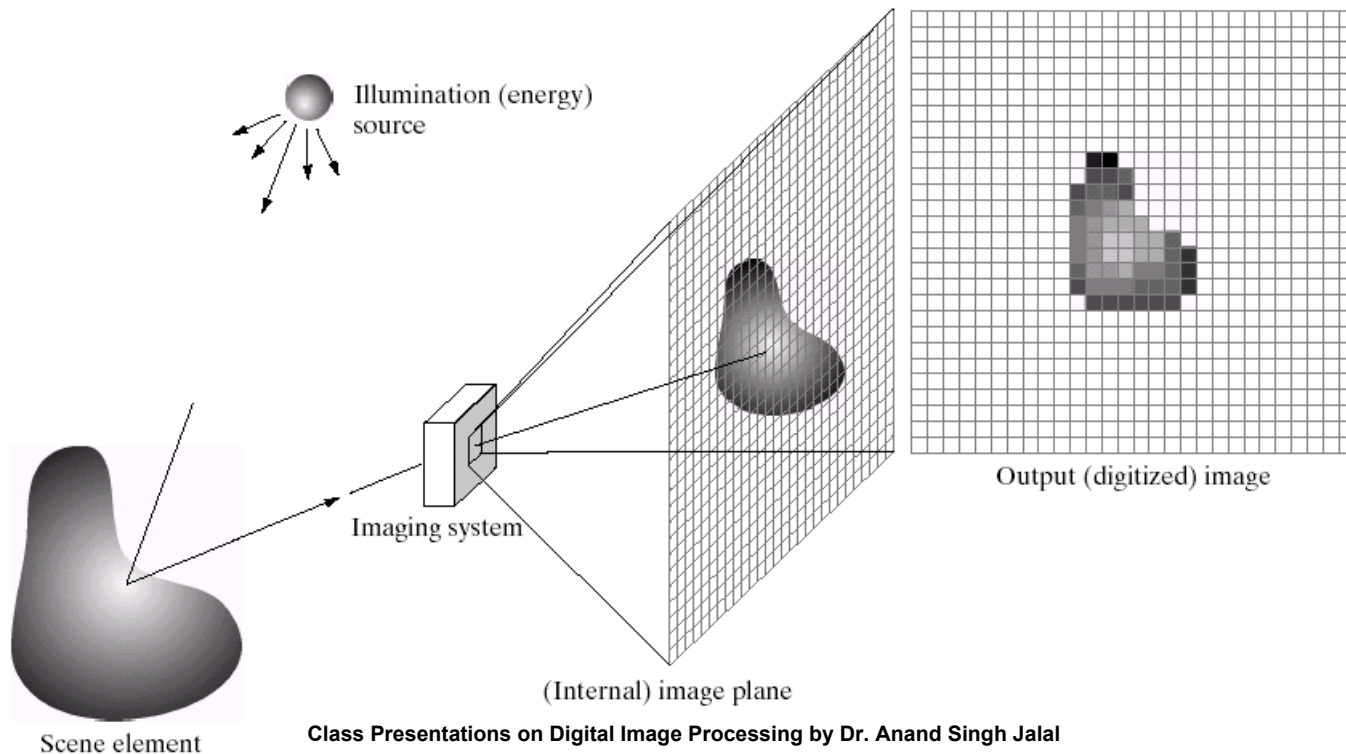 Illumination (energy)
source
Output (digitized) image
Imaging system
(Internal) image plane
Class Presentations on Digital Image Processing by Dr. Anand Singh Jalal
Scene element